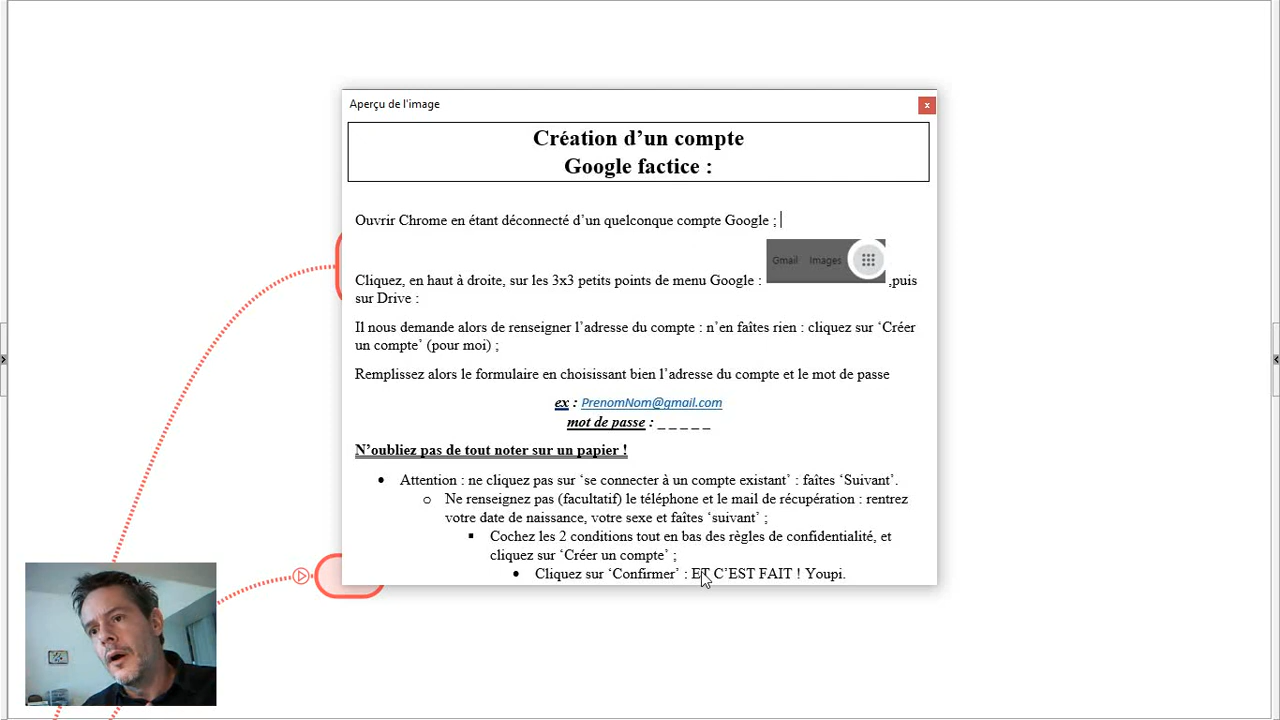 Aperçu de l'image
x
Création d’un compte
Google factice :
Ouvrir Chrome en étant déconnecté d’un quelconque compte Google ;
Gmail Images
Cliquez, en haut à droite, sur les 3x3 petits points de menu Google : ,puis
sur Drive :
Il nous demande alors de renseigner l’adresse du compte : n’en faîtes rien : cliquez sur ‘Créer
un compte’ (pour moi) ;
Remplissez alors le formulaire en choisissant bien l’adresse du compte et le mot de passe
ex : PrenomNom@gmail.com
mot de passe : _ _ _ _ _
N’oubliez pas de tout noter sur un papier !
• Attention : ne cliquez pas sur ‘se connecter à un compte existant’ : faîtes ‘Suivant’.
o Ne renseignez pas (facultatif) le téléphone et le mail de récupération : rentrez
votre date de naissance, votre sexe et faîtes ‘suivant’ ;
▪ Cochez les 2 conditions tout en bas des règles de confidentialité, et
cliquez sur ‘Créer un compte’ ;
• Cliquez sur ‘Confirmer’ : ET C’EST FAIT ! Youpi.